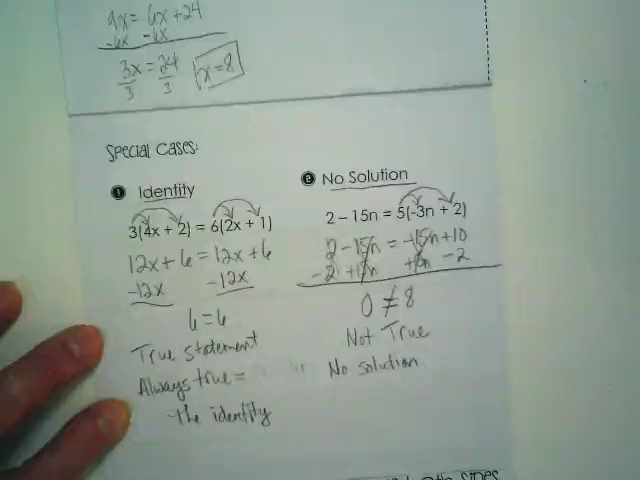 9x = 6x + 24
-6x -6x
3x = 24
3 3
x = 8
Special Cases:
1 Identity
3(4x + 2) = 6(2x + 1)
12x + 6 = 12x + 6
-12x -12x
6 = 6
True statement
Always true =
the identity
2 No Solution
2 – 15n = 5(-3n + 2)
2 - 15n = -15n + 10
-2 +15n +15n -2
0 ≠ 8
Not True
No solution